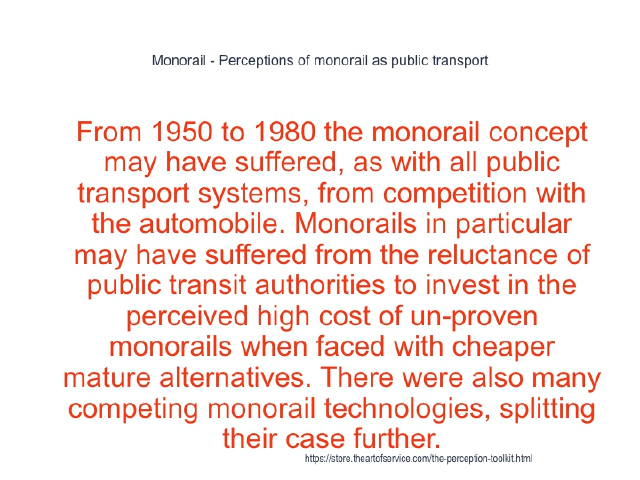 Monorail - Perceptions of monorail as public transport
From 1950 to 1980 the monorail concept
may have suffered, as with all public
transport systems, from competition with
the automobile. Monorails in particular
may have suffered from the reluctance of
public transit authorities to invest in the
perceived high cost of un-proven
monorails when faced with cheaper
mature alternatives. There were also many
competing monorail technologies, splitting
their case further.
https://store.theartofservice.com/the-perception-toolkit.html